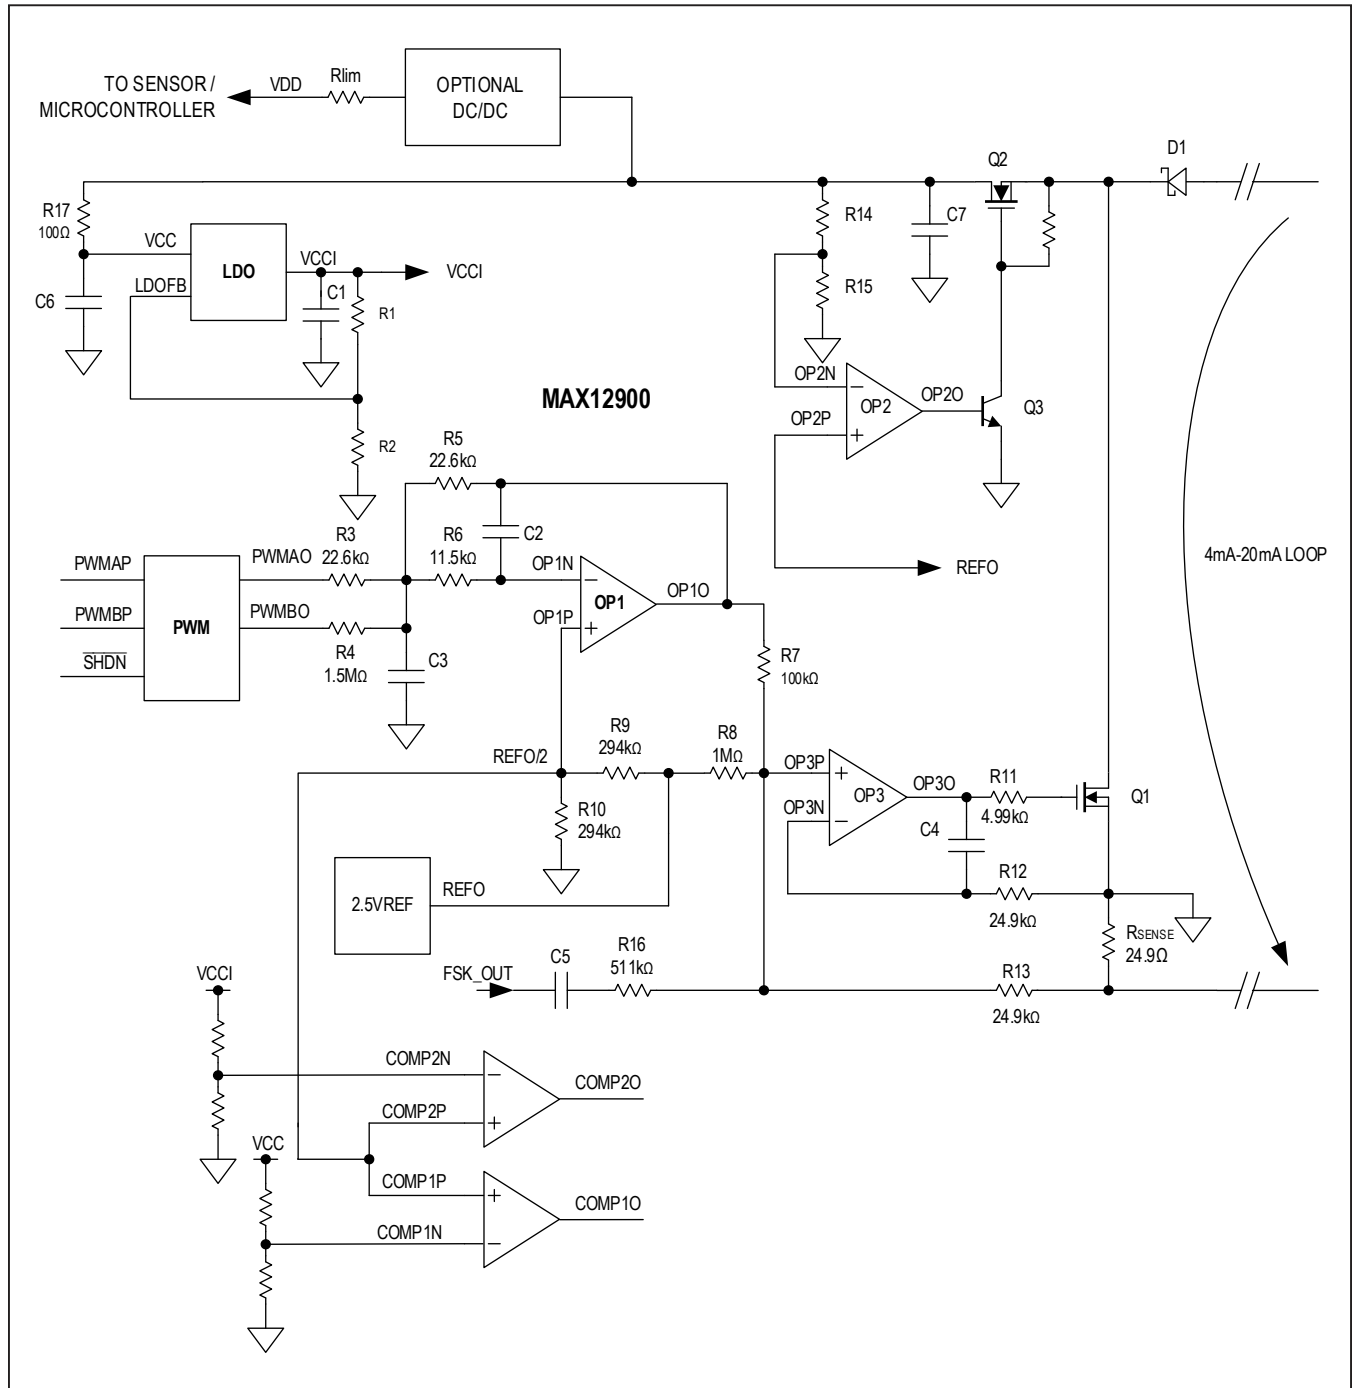 TO SENSOR /
MICROCONTROLLER
VDD
Rlim
OPTIONAL
DC/DC
Q2
D1
R17
100Ω
VCC
LDOFB
LDO
VCCI
VCCI
C6
C1
R1
R2
R14
R15
C7
MAX12900
OP2N
OP2P
OP2
OP2O
Q3
REFO
4mA-20mA LOOP
R5
22.6kΩ
R3
22.6kΩ
R6
11.5kΩ
C2
PWMAP
PWMBP
SHDN
PWM
PWMAO
PWMBO
R4
1.5MΩ
C3
OP1N
OP1P
OP1
OP1O
R7
100kΩ
REFO/2
R9
294kΩ
R8
1MΩ
R10
294kΩ
OP3P
OP3N
OP3
OP3O
R11
4.99kΩ
C4
Q1
R12
24.9kΩ
RSENSE
24.9Ω
2.5VREF
REFO
FSK_OUT
C5
R16
511kΩ
R13
24.9kΩ
VCCI
COMP2N
COMP2P
COMP2O
VCC
COMP1P
COMP1N
COMP1O